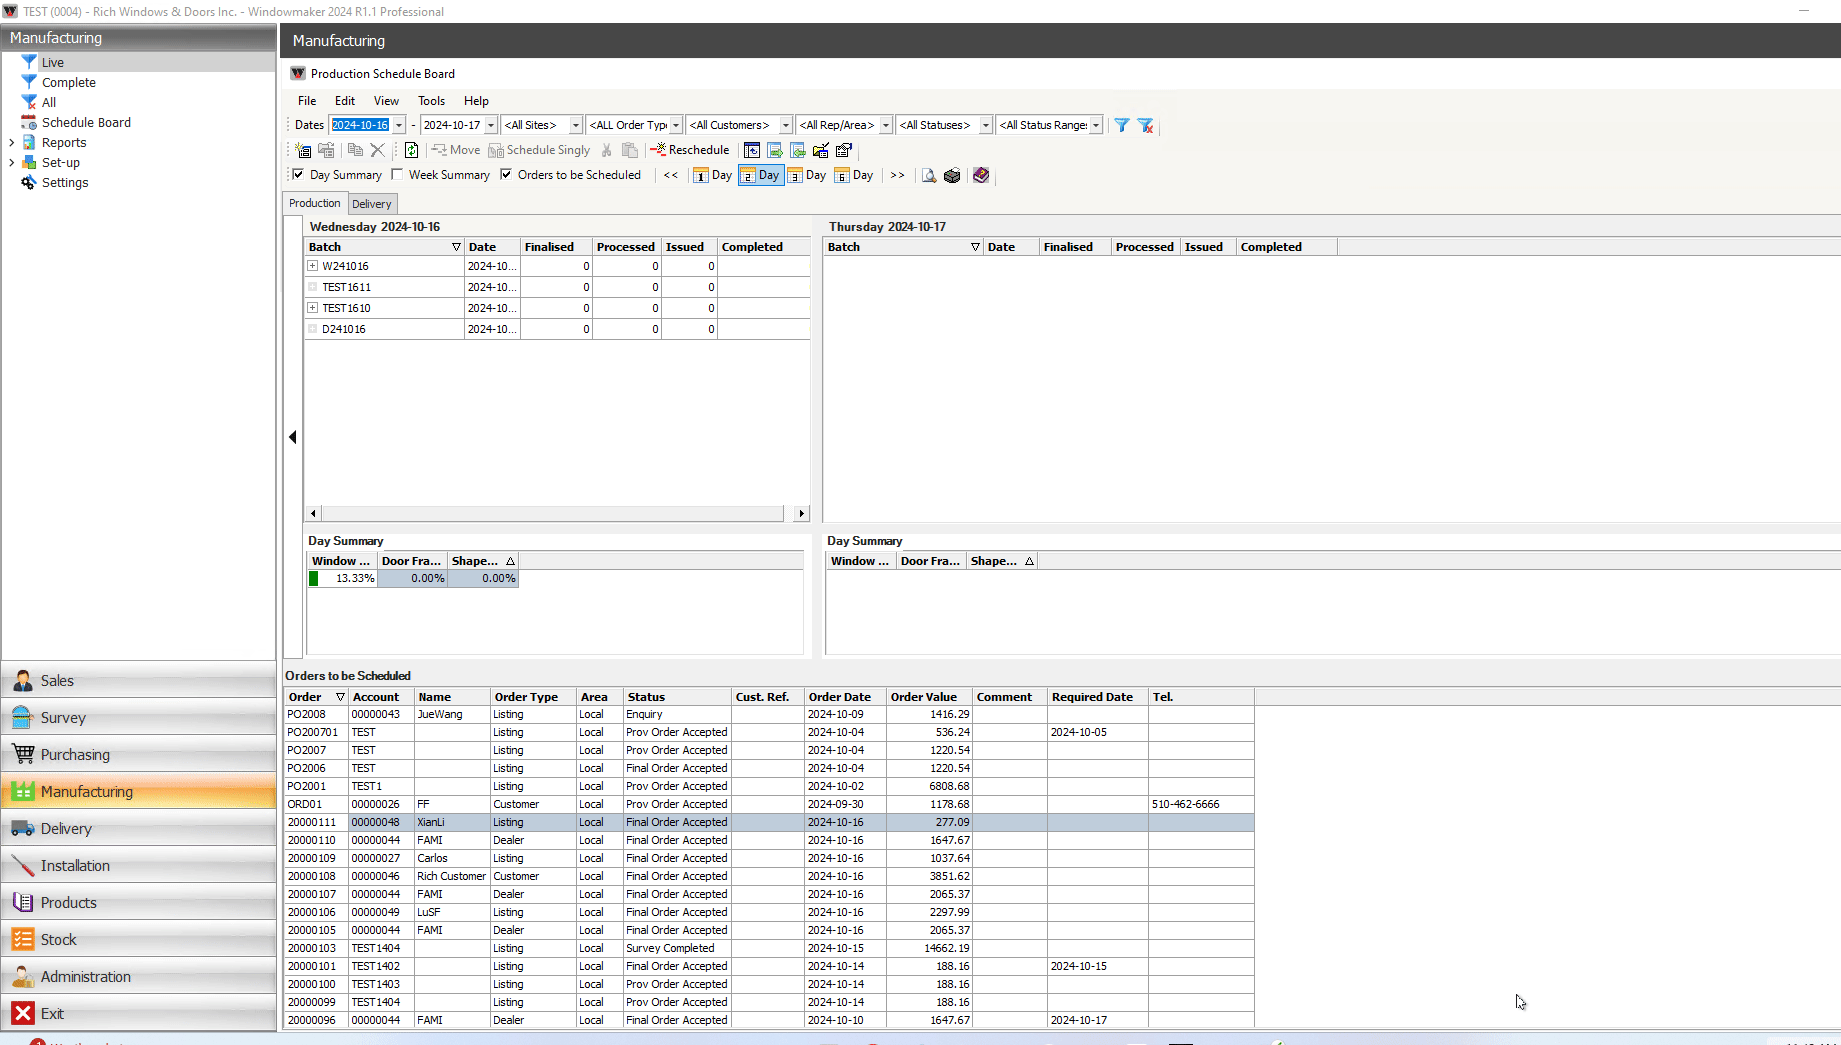 TEST (0004) - Rich Windows & Doors Inc. - Windowmaker 2024 R1.1 Professional
Manufacturing
Live
Complete
All
Schedule Board
Reports
Set-up
Settings
Sales
Survey
Purchasing
Manufacturing
Delivery
Installation
Products
Stock
Administration
Exit
Manufacturing
Production Schedule Board
File Edit View Tools Help
Dates 2024-10-16 - 2024-10-17 <All Sites> <ALL Order Typ <All Customers> <All Rep/Area> <All Statuses> <All Status Range:
Move Schedule Singly Reschedule
Day Summary Week Summary Orders to be Scheduled << 1 Day 2 Day 3 Day 6 Day >>
Production Delivery
Wednesday 2024-10-16
Batch Date Finalised Processed Issued Completed
W241016 2024-10... 0 0 0
TEST1611 2024-10... 0 0 0
TEST1610 2024-10... 0 0 0
D241016 2024-10... 0 0 0
Thursday 2024-10-17
Batch Date Finalised Processed Issued Completed
Day Summary
Window ... Door Fra... Shape...
13.33% 0.00% 0.00%
Day Summary
Window ... Door Fra... Shape...
Orders to be Scheduled
Order Account Name Order Type Area Status Cust. Ref. Order Date Order Value Comment Required Date Tel.
PO2008 00000043 JueWang Listing Local Enquiry 2024-10-09 1416.29
PO200701 TEST Listing Local Prov Order Accepted 2024-10-04 536.24 2024-10-05
PO2007 TEST Listing Local Prov Order Accepted 2024-10-04 1220.54
PO2006 TEST Listing Local Final Order Accepted 2024-10-04 1220.54
PO2001 TEST1 Listing Local Prov Order Accepted 2024-10-02 6808.68
ORD01 00000026 FF Customer Local Prov Order Accepted 2024-09-30 1178.68 510-462-6666
20000111 00000048 XianLi Listing Local Final Order Accepted 2024-10-16 277.09
20000110 00000044 FAMI Dealer Local Final Order Accepted 2024-10-16 1647.67
20000109 00000027 Carlos Listing Local Final Order Accepted 2024-10-16 1037.64
20000108 00000046 Rich Customer Customer Local Final Order Accepted 2024-10-16 3851.62
20000107 00000044 FAMI Dealer Local Final Order Accepted 2024-10-16 2065.37
20000106 00000049 LuSF Listing Local Final Order Accepted 2024-10-16 2297.99
20000105 00000044 FAMI Dealer Local Final Order Accepted 2024-10-16 2065.37
20000103 TEST1404 Listing Local Survey Completed 2024-10-15 14662.19
20000101 TEST1402 Listing Local Final Order Accepted 2024-10-14 188.16 2024-10-15
20000100 TEST1403 Listing Local Prov Order Accepted 2024-10-14 188.16
20000099 TEST1404 Listing Local Prov Order Accepted 2024-10-14 188.16
20000096 00000044 FAMI Dealer Local Final Order Accepted 2024-10-10 1647.67 2024-10-17